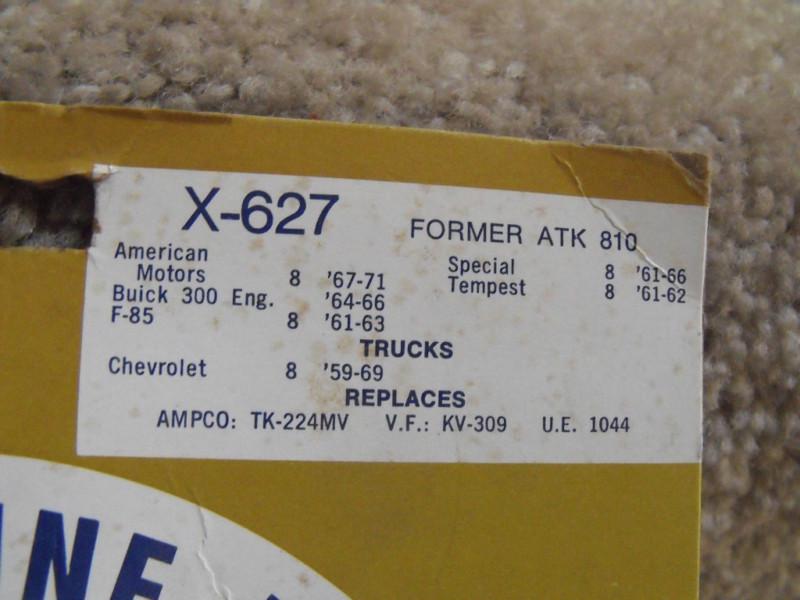 X-627 FORMER ATK 810
American
Motors 8 '67-71
Buick 300 Eng. '64-66
F-85 8 '61-63
Special 8 '61-66
Tempest 8 '61-62
TRUCKS
Chevrolet 8 '59-69
REPLACES
AMPCO: TK-224MV V.F.: KV-309 U.E. 1044